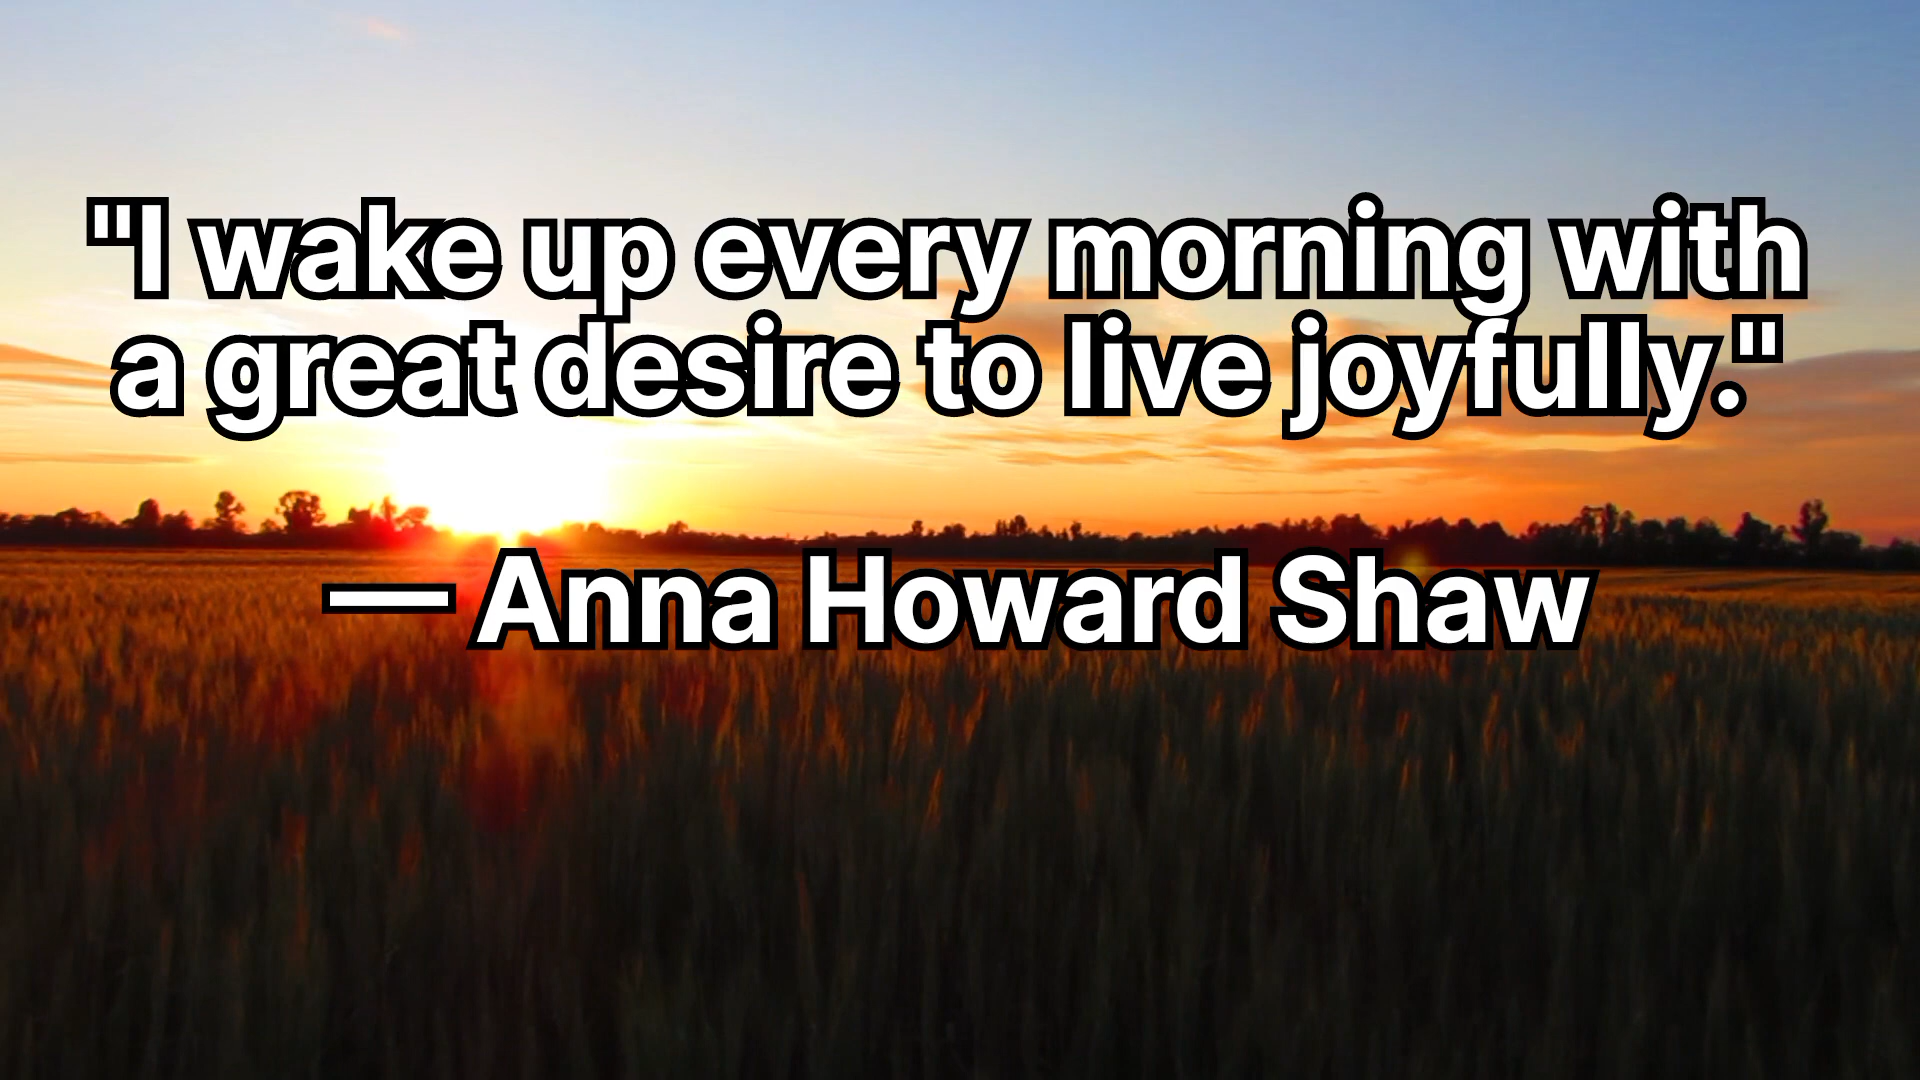 "I wake up every morning with
a great desire to live joyfully."
— Anna Howard Shaw